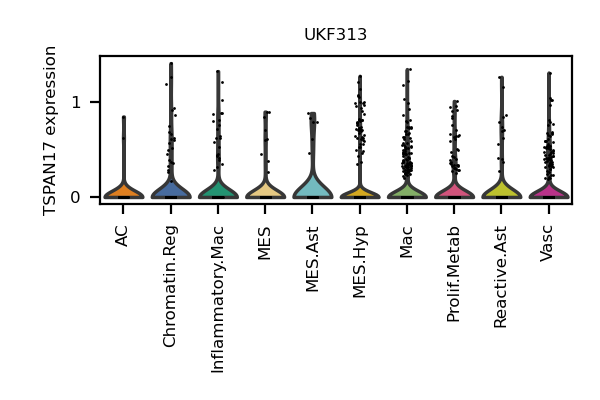 UKF313
TSPAN17 expression
1
0
AC
Chromatin.Reg
Inflammatory.Mac
MES
MES.Ast
MES.Hyp
Mac
Prolif.Metab
Reactive.Ast
Vasc